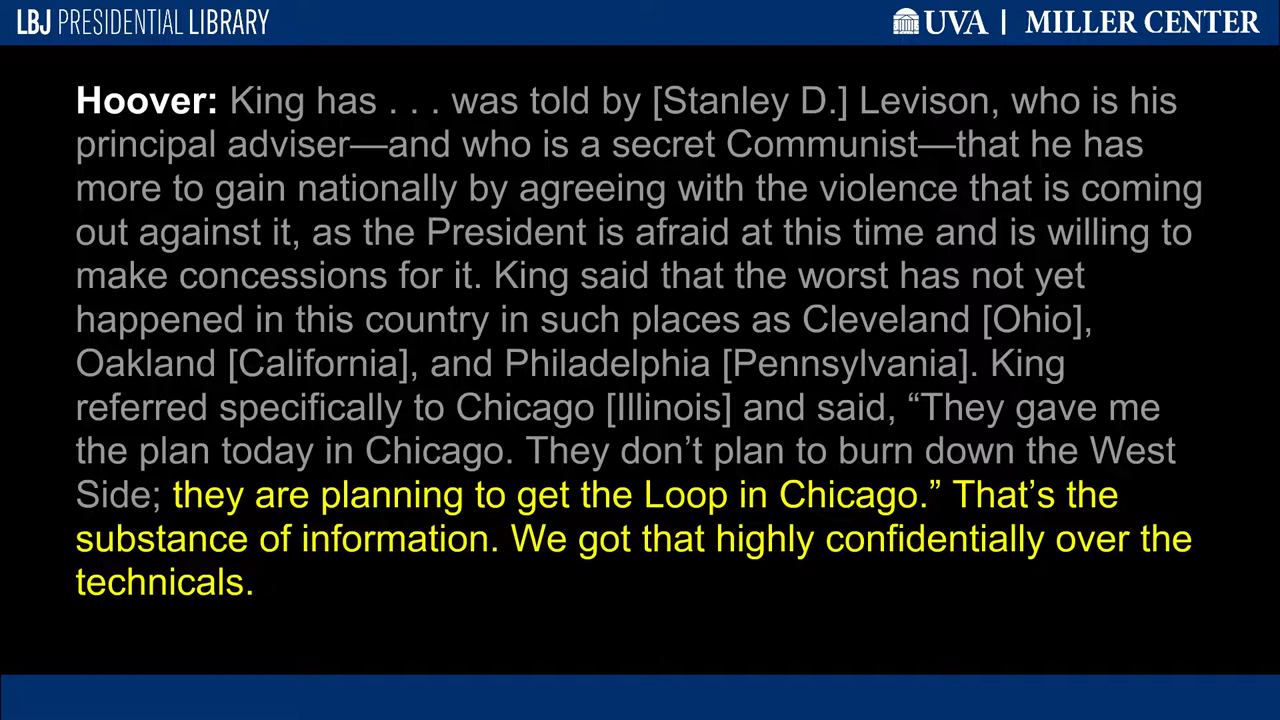 LBJ PRESIDENTIAL LIBRARY
UVA | MILLER CENTER
Hoover: King has . . . was told by [Stanley D.] Levison, who is his
principal adviser—and who is a secret Communist—that he has
more to gain nationally by agreeing with the violence that is coming
out against it, as the President is afraid at this time and is willing to
make concessions for it. King said that the worst has not yet
happened in this country in such places as Cleveland [Ohio],
Oakland [California], and Philadelphia [Pennsylvania]. King
referred specifically to Chicago [Illinois] and said, “They gave me
the plan today in Chicago. They don’t plan to burn down the West
Side; they are planning to get the Loop in Chicago.” That’s the
substance of information. We got that highly confidentially over the
technicals.